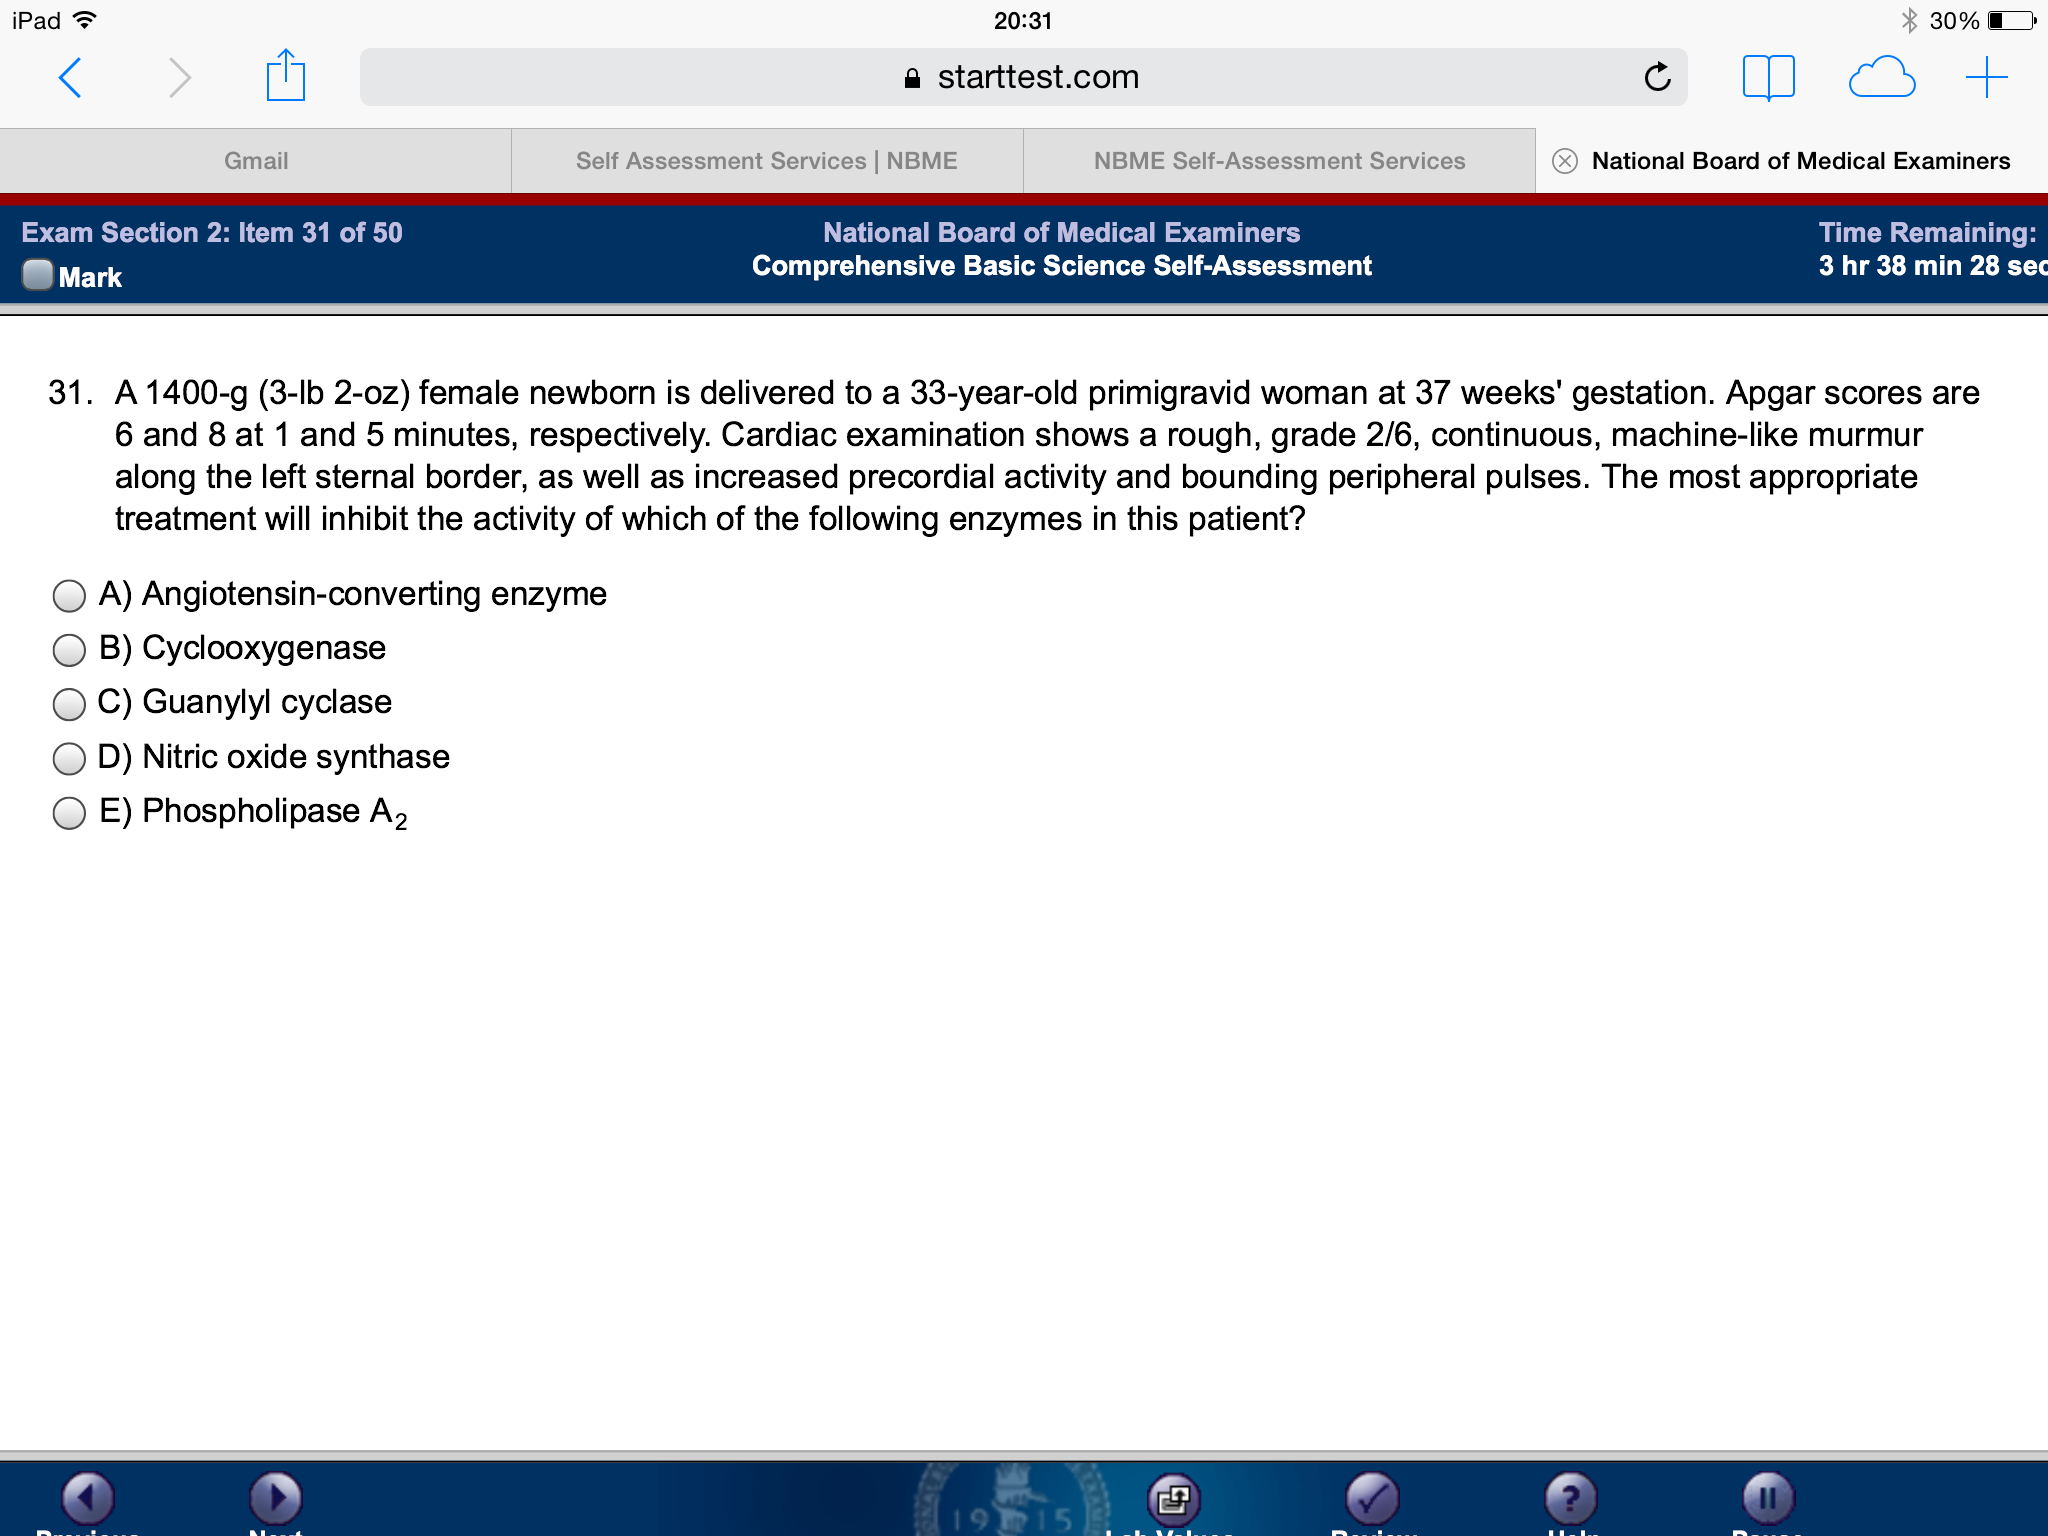 iPad
20:31
30%
starttest.com
Gmail
Self Assessment Services | NBME
NBME Self-Assessment Services
National Board of Medical Examiners
Exam Section 2: Item 31 of 50
National Board of Medical Examiners
Time Remaining:
Mark
Comprehensive Basic Science Self-Assessment
3 hr 38 min 28 sec
31. A 1400-g (3-lb 2-oz) female newborn is delivered to a 33-year-old primigravid woman at 37 weeks' gestation. Apgar scores are
6 and 8 at 1 and 5 minutes, respectively. Cardiac examination shows a rough, grade 2/6, continuous, machine-like murmur
along the left sternal border, as well as increased precordial activity and bounding peripheral pulses. The most appropriate
treatment will inhibit the activity of which of the following enzymes in this patient?
A) Angiotensin-converting enzyme
B) Cyclooxygenase
C) Guanylyl cyclase
D) Nitric oxide synthase
E) Phospholipase A2
19 15